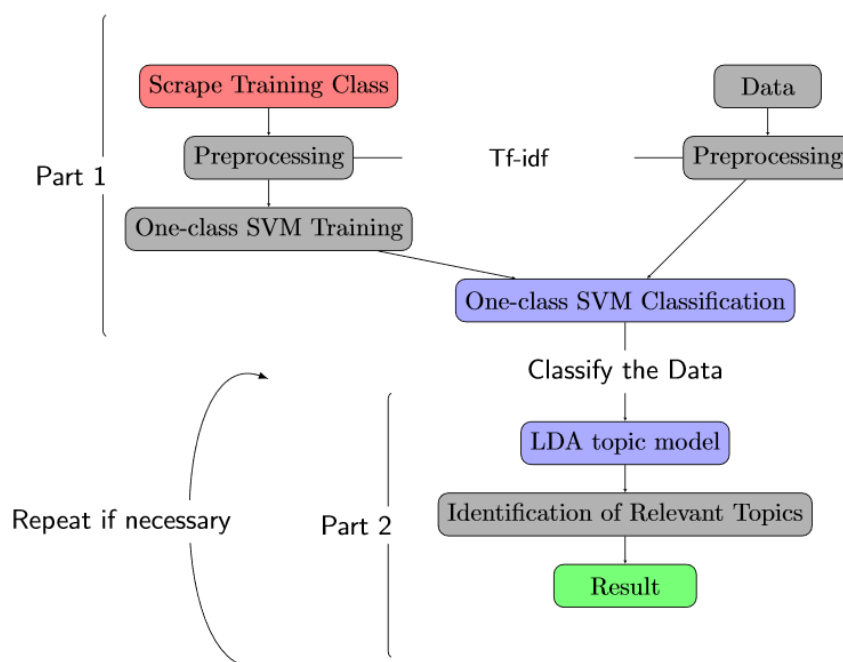 Scrape Training Class
Data
Preprocessing
Tf-idf
Preprocessing
Part 1
One-class SVM Training
One-class SVM Classification
Classify the Data
LDA topic model
Repeat if necessary
Part 2
Identification of Relevant Topics
Result